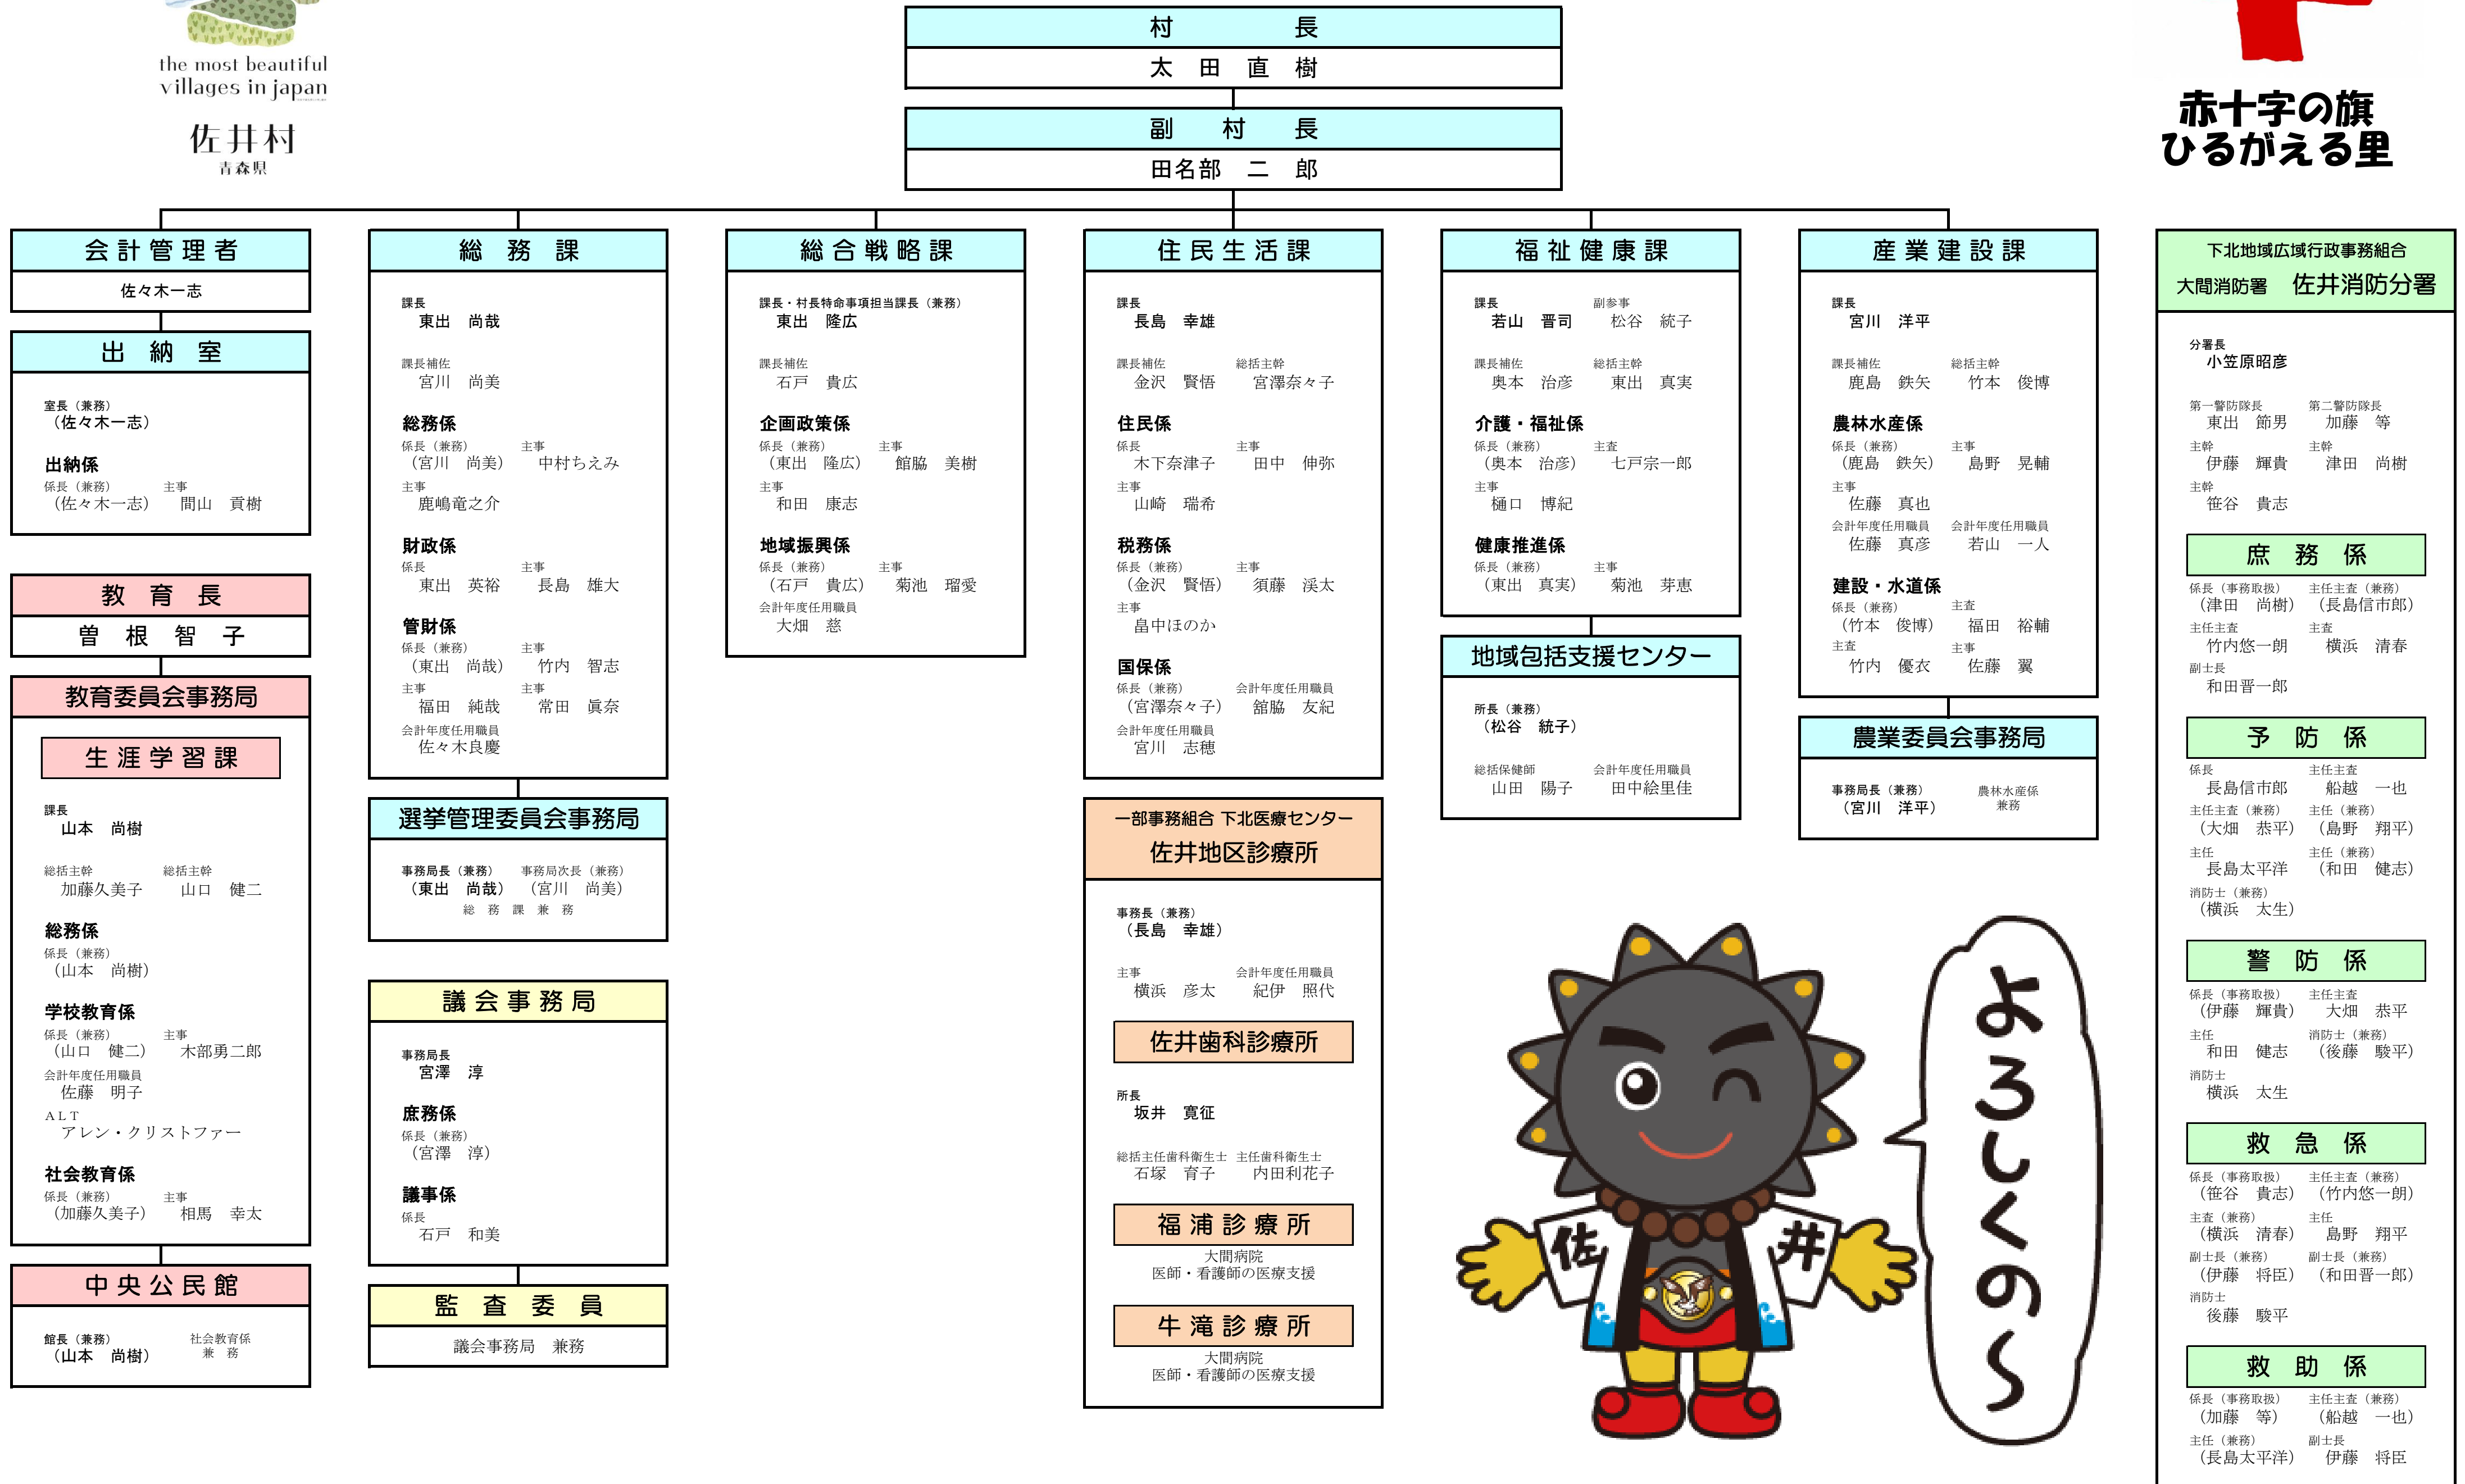 the most beautiful
villages in japan
佐井村
青森県
赤十字の旗
ひるがえる里
村　長
太　田　直　樹
副　村　長
田名部　二　郎
会計管理者
佐々木一志
出　納　室
室長（兼務）
（佐々木一志）
出納係
係長（兼務）　主事
（佐々木一志）　間山　貢樹
教　育　長
曽　根　智　子
教育委員会事務局
生涯学習課
課長
山本　尚樹
総括主幹　総括主幹
加藤久美子　山口　健二
総務係
係長（兼務）
（山本　尚樹）
学校教育係
係長（兼務）　主事
（山口　健二）　木部勇二郎
会計年度任用職員
佐藤　明子
ＡＬＴ
アレン・クリストファー
社会教育係
係長（兼務）　主事
（加藤久美子）　相馬　幸太
中央公民館
館長（兼務）　社会教育係
（山本　尚樹）　兼　務
総　務　課
課長
東出　尚哉
課長補佐
宮川　尚美
総務係
係長（兼務）　主事
（宮川　尚美）　中村ちえみ
主事
鹿嶋竜之介
財政係
係長　主事
東出　英裕　長島　雄大
管財係
係長（兼務）　主事
（東出　尚哉）　竹内　智志
主事　主事
福田　純哉　常田　眞奈
会計年度任用職員
佐々木良慶
選挙管理委員会事務局
事務局長（兼務）　事務局次長（兼務）
（東出　尚哉）　（宮川　尚美）
総　務　課　兼　務
議会事務局
事務局長
宮澤　淳
庶務係
係長（兼務）
（宮澤　淳）
議事係
係長
石戸　和美
監　査　委　員
議会事務局　兼務
総合戦略課
課長・村長特命事項担当課長（兼務）
東出　隆広
課長補佐
石戸　貴広
企画政策係
係長（兼務）　主事
（東出　隆広）　館脇　美樹
主事
和田　康志
地域振興係
係長（兼務）　主事
（石戸　貴広）　菊池　瑠愛
会計年度任用職員
大畑　慈
住民生活課
課長
長島　幸雄
課長補佐　総括主幹
金沢　賢悟　宮澤奈々子
住民係
係長　主事
木下奈津子　田中　伸弥
主事
山崎　瑞希
税務係
係長（兼務）　主事
（金沢　賢悟）　須藤　渓太
主事
畠中ほのか
国保係
係長（兼務）　会計年度任用職員
（宮澤奈々子）　舘脇　友紀
会計年度任用職員
宮川　志穂
一部事務組合 下北医療センター
佐井地区診療所
事務長（兼務）
（長島　幸雄）
主事　会計年度任用職員
横浜　彦太　紀伊　照代
佐井歯科診療所
所長
坂井　寛征
総括主任歯科衛生士　主任歯科衛生士
石塚　育子　内田利花子
福浦診療所
大間病院
医師・看護師の医療支援
牛滝診療所
大間病院
医師・看護師の医療支援
福祉健康課
課長　副参事
若山　晋司　松谷　統子
課長補佐　総括主幹
奥本　治彦　東出　真実
介護・福祉係
係長（兼務）　主査
（奥本　治彦）　七戸宗一郎
主事
樋口　博紀
健康推進係
係長（兼務）　主事
（東出　真実）　菊池　芽恵
地域包括支援センター
所長（兼務）
（松谷　統子）
総括保健師　会計年度任用職員
山田　陽子　田中絵里佳
産業建設課
課長
宮川　洋平
課長補佐　総括主幹
鹿島　鉄矢　竹本　俊博
農林水産係
係長（兼務）　主事
（鹿島　鉄矢）　島野　晃輔
主事
佐藤　真也
会計年度任用職員　会計年度任用職員
佐藤　真彦　若山　一人
建設・水道係
係長（兼務）　主査
（竹本　俊博）　福田　裕輔
主査　主事
竹内　優衣　佐藤　翼
農業委員会事務局
事務局長（兼務）　農林水産係
（宮川　洋平）　兼務
佐　井
よろしくの～
下北地域広域行政事務組合
大間消防署　佐井消防分署
分署長
小笠原昭彦
第一警防隊長　第二警防隊長
東出　節男　加藤　等
主幹　主幹
伊藤　輝貴　津田　尚樹
主幹
笹谷　貴志
庶　務　係
係長（事務取扱）　主任主査（兼務）
（津田　尚樹）　（長島信市郎）
主任主査　主査
竹内悠一朗　横浜　清春
副士長
和田晋一郎
予　防　係
係長　主任主査
長島信市郎　船越　一也
主任主査（兼務）　主任（兼務）
（大畑　恭平）　（島野　翔平）
主任　主任（兼務）
長島太平洋　（和田　健志）
消防士（兼務）
（横浜　太生）
警　防　係
係長（事務取扱）　主任主査
（伊藤　輝貴）　大畑　恭平
主任　消防士（兼務）
和田　健志　（後藤　駿平）
消防士
横浜　太生
救　急　係
係長（事務取扱）　主任主査（兼務）
（笹谷　貴志）　（竹内悠一朗）
主査（兼務）　主任
（横浜　清春）　島野　翔平
副士長（兼務）　副士長（兼務）
（伊藤　将臣）　（和田晋一郎）
消防士
後藤　駿平
救　助　係
係長（事務取扱）　主任主査（兼務）
（加藤　等）　（船越　一也）
主任（兼務）　副士長
（長島太平洋）　伊藤　将臣